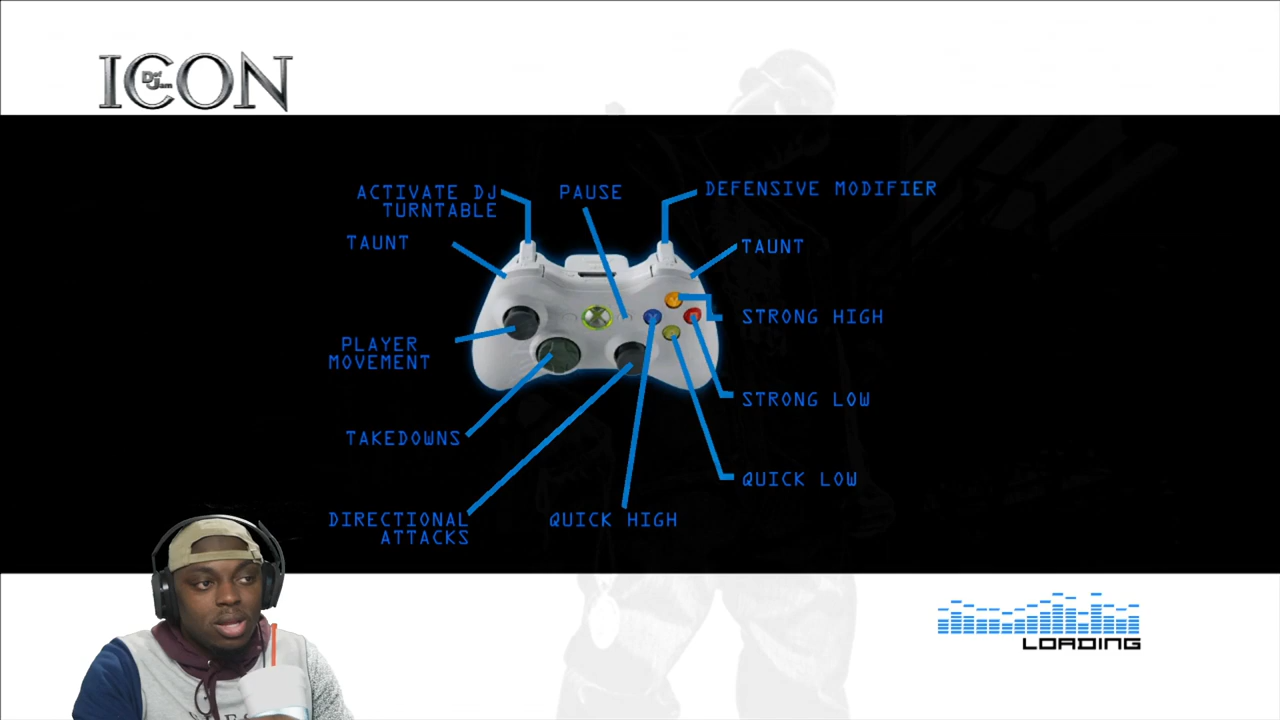 ICON
Def
Jam
ACTIVATE DJ
TURNTABLE
PAUSE
DEFENSIVE MODIFIER
TAUNT
TAUNT
STRONG HIGH
PLAYER
MOVEMENT
STRONG LOW
TAKEDOWNS
QUICK LOW
DIRECTIONAL
ATTACKS
QUICK HIGH
LOADING